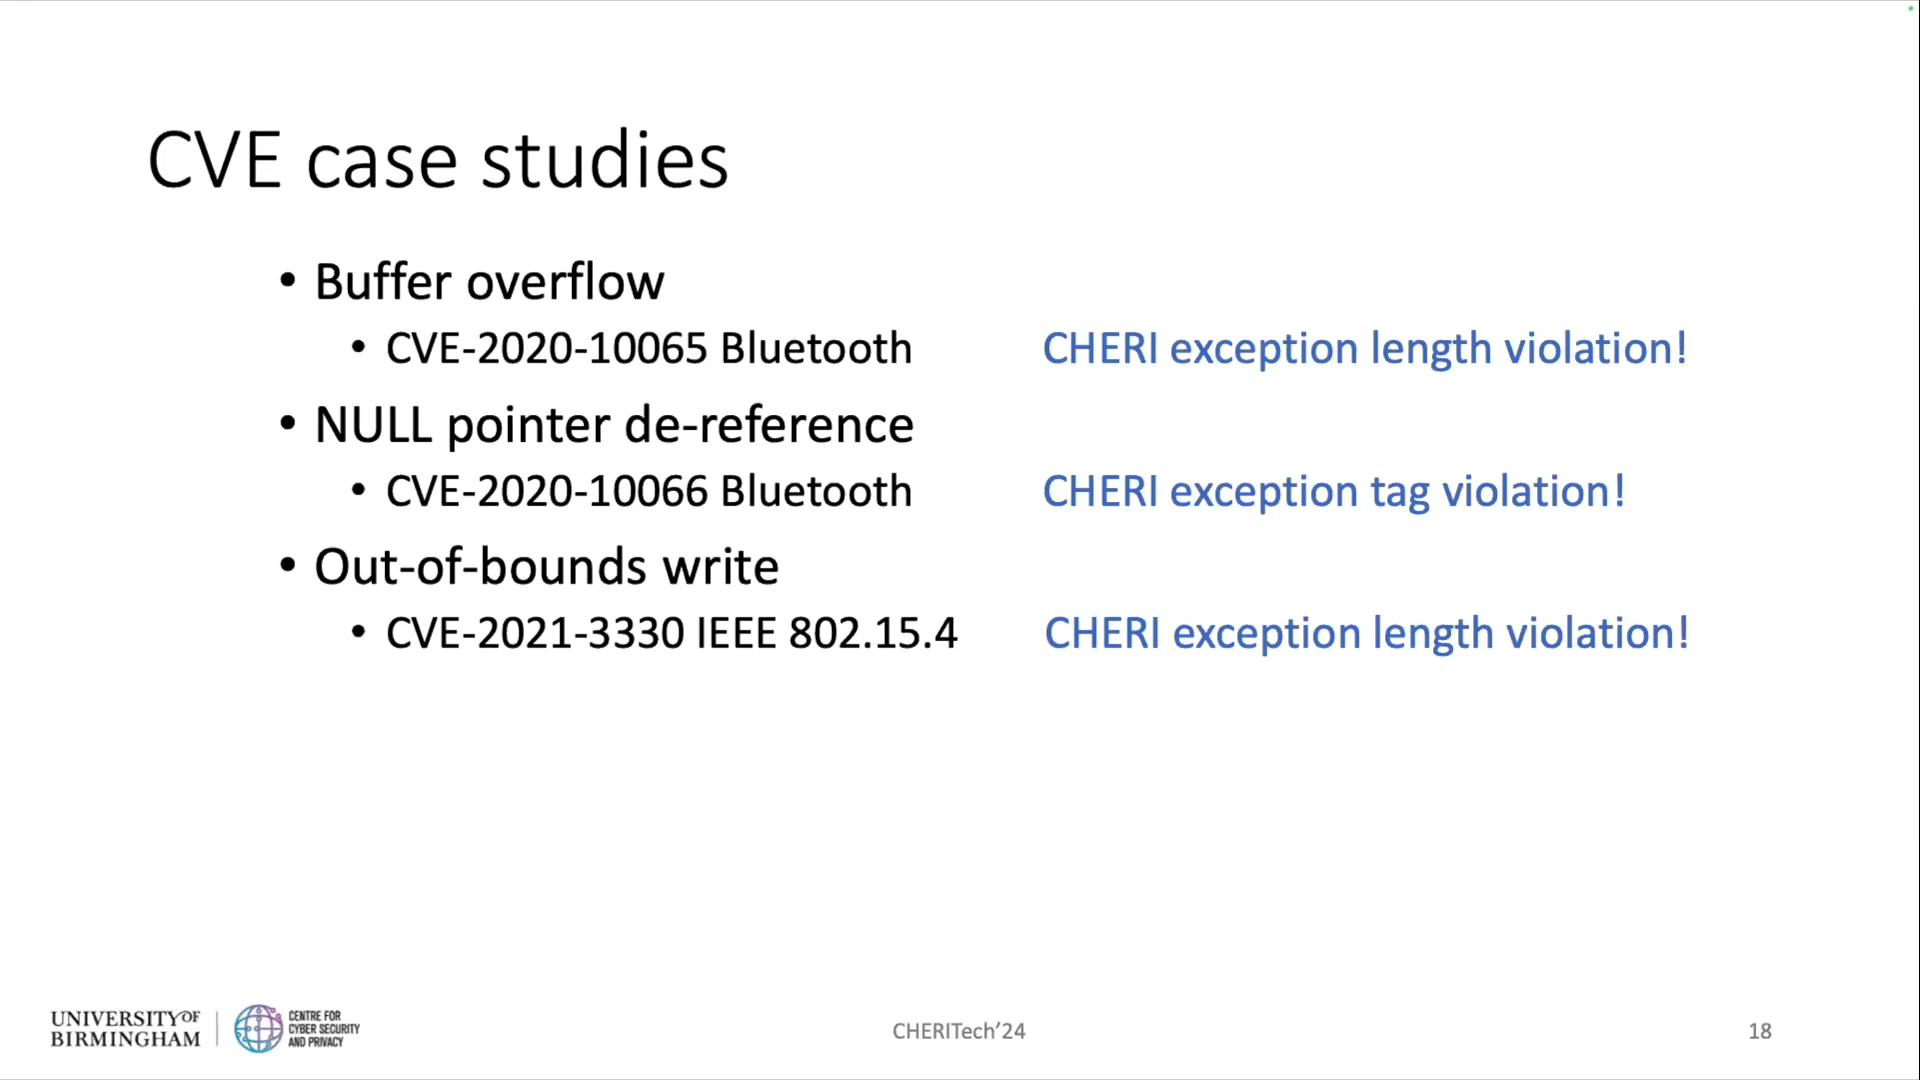 CVE case studies
• Buffer overflow
• CVE-2020-10065 Bluetooth CHERI exception length violation!
• NULL pointer de-reference
• CVE-2020-10066 Bluetooth CHERI exception tag violation!
• Out-of-bounds write
• CVE-2021-3330 IEEE 802.15.4 CHERI exception length violation!
UNIVERSITY OF
BIRMINGHAM
CENTRE FOR
CYBER SECURITY
AND PRIVACY
CHERITech’24
18